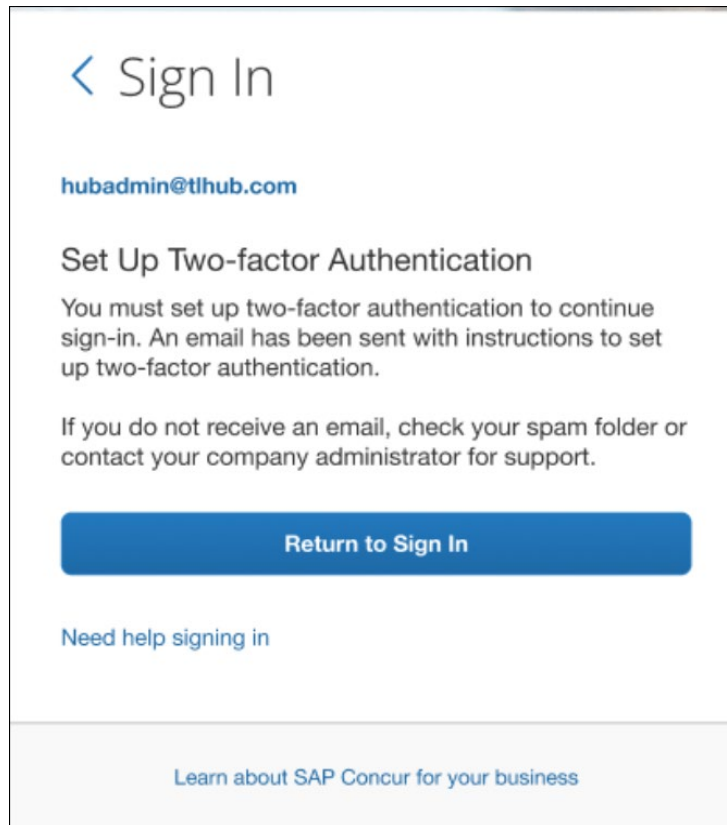 Sign In
hubadmin@tlhub.com
Set Up Two-factor Authentication
You must set up two-factor authentication to continue
sign-in. An email has been sent with instructions to set
up two-factor authentication.
If you do not receive an email, check your spam folder or
contact your company administrator for support.
Return to Sign In
Need help signing in
Learn about SAP Concur for your business